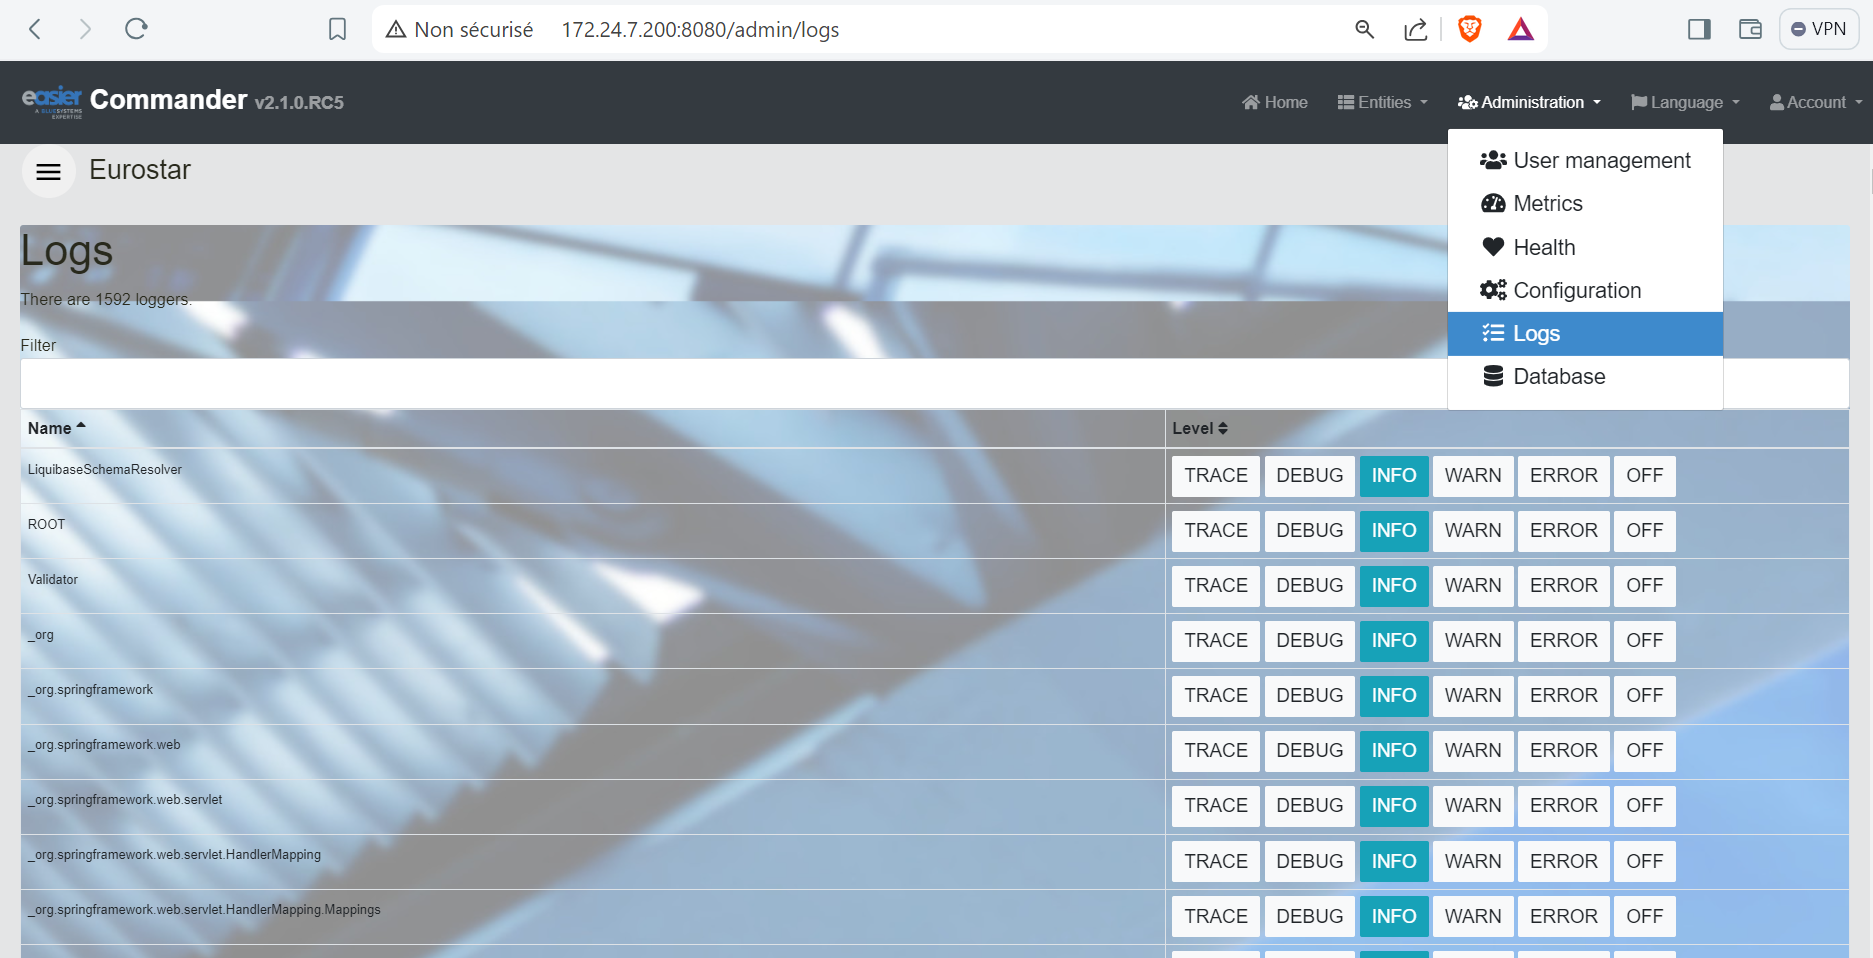 Non sécurisé 172.24.7.200:8080/admin/logs VPN
easier Commander v2.1.0.RC5 Home Entities Administration Language Account
A BLUESYSTEMS
EXPERTISE
Eurostar
User management
Metrics
Health
Configuration
Logs
Database
Logs
There are 1592 loggers.
Filter
Name Level
LiquibaseSchemaResolver TRACE DEBUG INFO WARN ERROR OFF
ROOT TRACE DEBUG INFO WARN ERROR OFF
Validator TRACE DEBUG INFO WARN ERROR OFF
_org TRACE DEBUG INFO WARN ERROR OFF
_org.springframework TRACE DEBUG INFO WARN ERROR OFF
_org.springframework.web TRACE DEBUG INFO WARN ERROR OFF
_org.springframework.web.servlet TRACE DEBUG INFO WARN ERROR OFF
_org.springframework.web.servlet.HandlerMapping TRACE DEBUG INFO WARN ERROR OFF
_org.springframework.web.servlet.HandlerMapping.Mappings TRACE DEBUG INFO WARN ERROR OFF